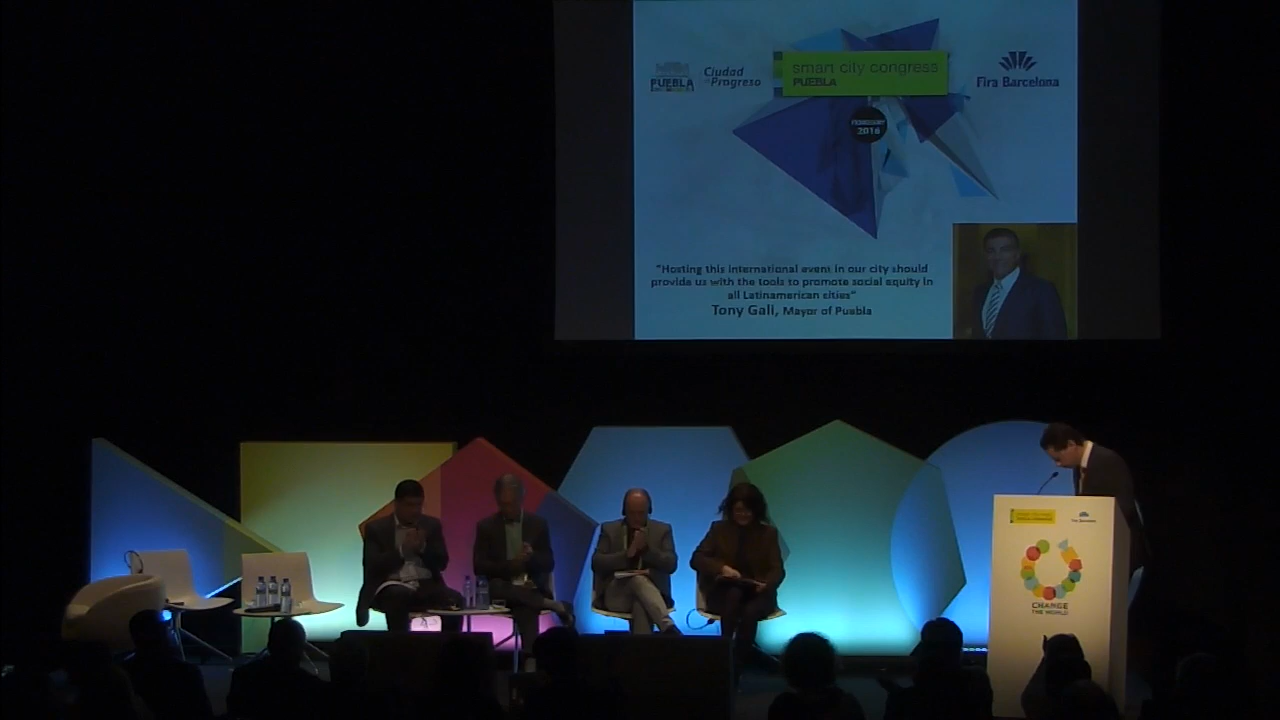 PUEBLA
Ciudad
de Progreso
smart city congress
PUEBLA
Fira Barcelona
FEBRUARY
2016
"Hosting this international event in our city should
provide us with the tools to promote social equity in
all Latinamerican cities"
Tony Gali, Mayor of Puebla
Fira Barcelona
CHANGE
THE WORLD